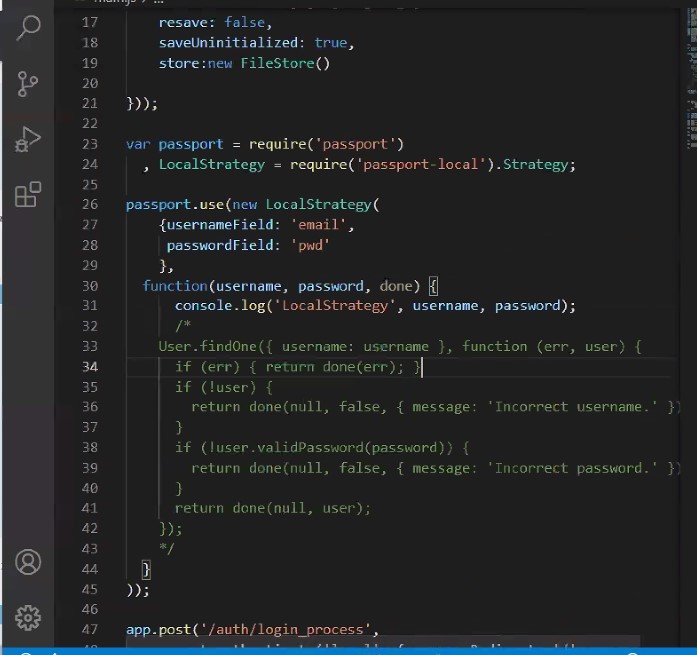 17 resave: false,
18 saveUninitialized: true,
19 store:new FileStore()
20
21 }));
22
23 var passport = require('passport')
24 , LocalStrategy = require('passport-local').Strategy;
25
26 passport.use(new LocalStrategy(
27 {usernameField: 'email',
28 passwordField: 'pwd'
29 },
30 function(username, password, done) {
31 console.log('LocalStrategy', username, password);
32 /*
33 User.findOne({ username: username }, function (err, user) {
34 if (err) { return done(err); }
35 if (!user) {
36 return done(null, false, { message: 'Incorrect username.' })
37 }
38 if (!user.validPassword(password)) {
39 return done(null, false, { message: 'Incorrect password.' })
40 }
41 return done(null, user);
42 });
43 */
44 }
45 ));
46
47 app.post('/auth/login_process',